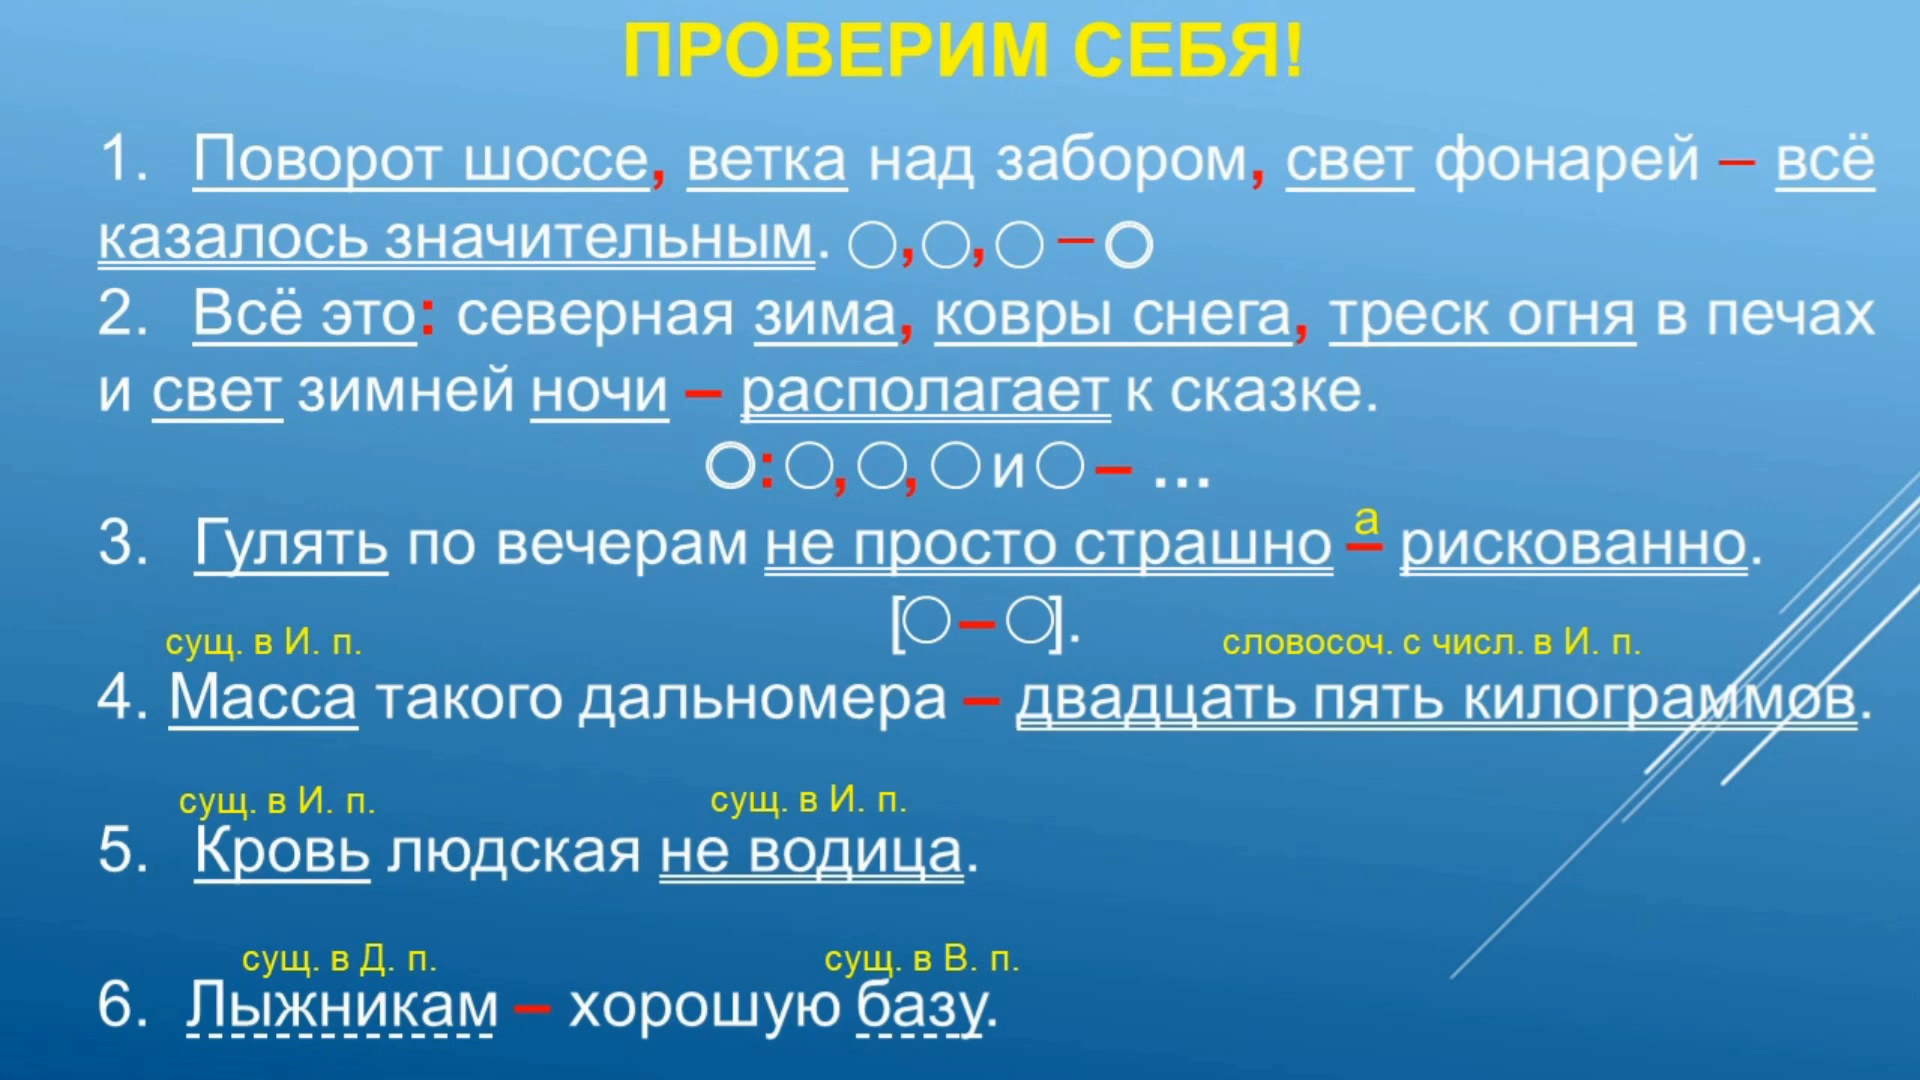 ПРОВЕРИМ СЕБЯ!
1. Поворот шоссе, ветка над забором, свет фонарей – всё
казалось значительным. ○, ○, ○ – ○
2. Всё это: северная зима, ковры снега, треск огня в печах
и свет зимней ночи – располагает к сказке.
○: ○, ○, ○ и ○ – ...
а
3. Гулять по вечерам не просто страшно – рискованно.
[○ – ○].
сущ. в И. п. словосоч. с числ. в И. п.
4. Масса такого дальномера – двадцать пять килограммов.
сущ. в И. п. сущ. в И. п.
5. Кровь людская не водица.
сущ. в Д. п. сущ. в В. п.
6. Лыжникам – хорошую базу.